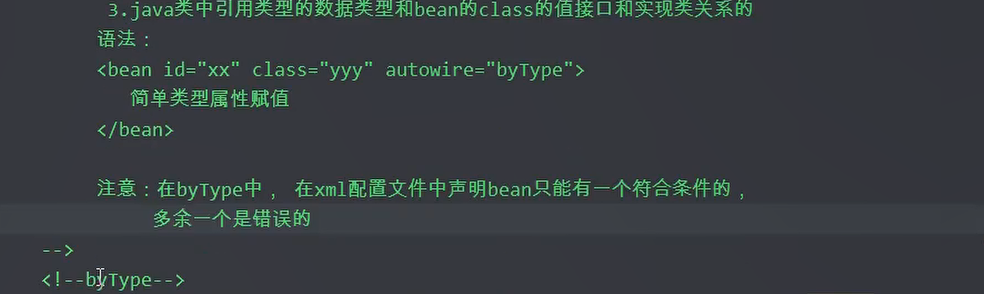 3.java类中引用类型的数据类型和bean的class的值接口和实现类关系的
语法：
<bean id="xx" class="yyy" autowire="byType">
简单类型属性赋值
</bean>
注意：在byType中， 在xml配置文件中声明bean只能有一个符合条件的，
多余一个是错误的
-->
<!--byType-->